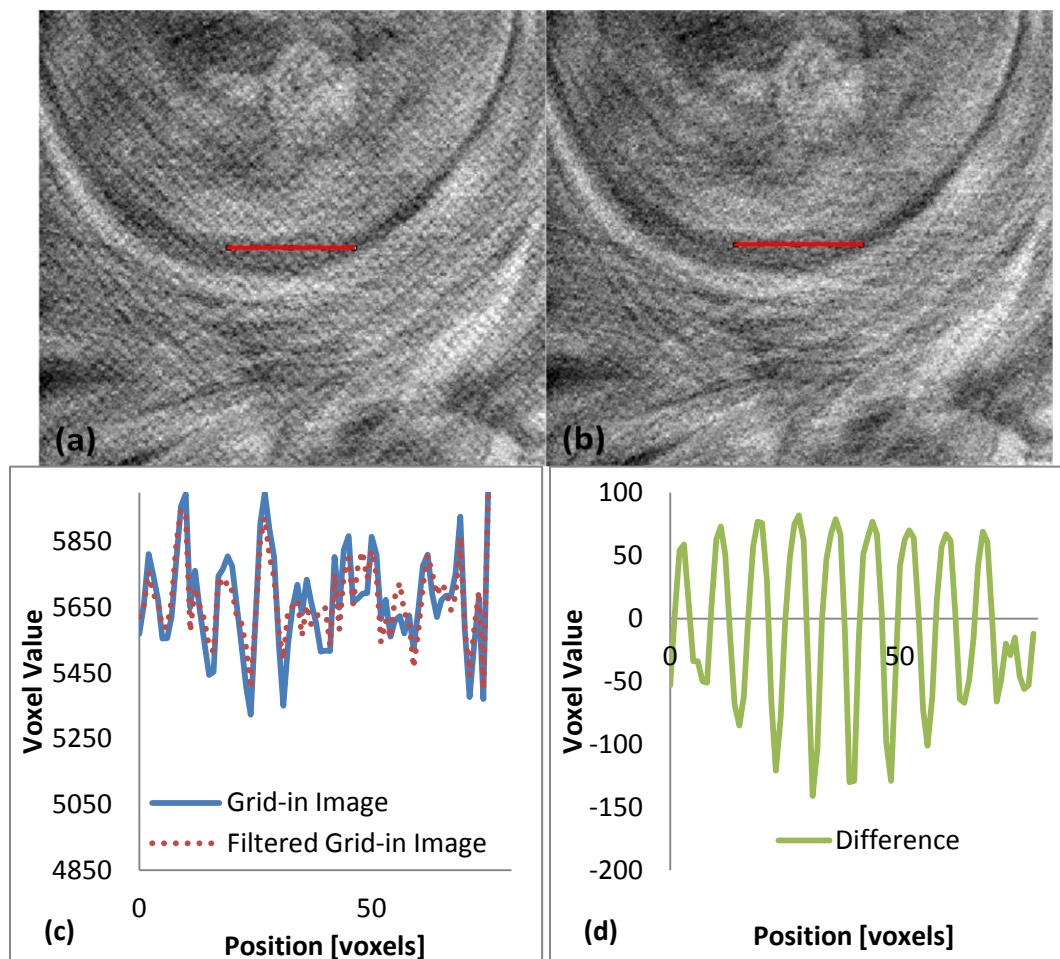 (a)
(b)
5850
5650
5450
5250
5050
4850
0
50
Voxel Value
Position [voxels]
Grid-in Image
Filtered Grid-in Image
(c)
100
50
0
-50
-100
-150
-200
0
50
Voxel Value
Position [voxels]
Difference
(d)